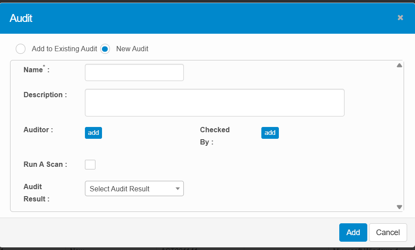 Audit ×
Add to Existing Audit New Audit
Name* :
Description :
Auditor : add Checked By : add
Run A Scan :
Audit Result : Select Audit Result
Add Cancel